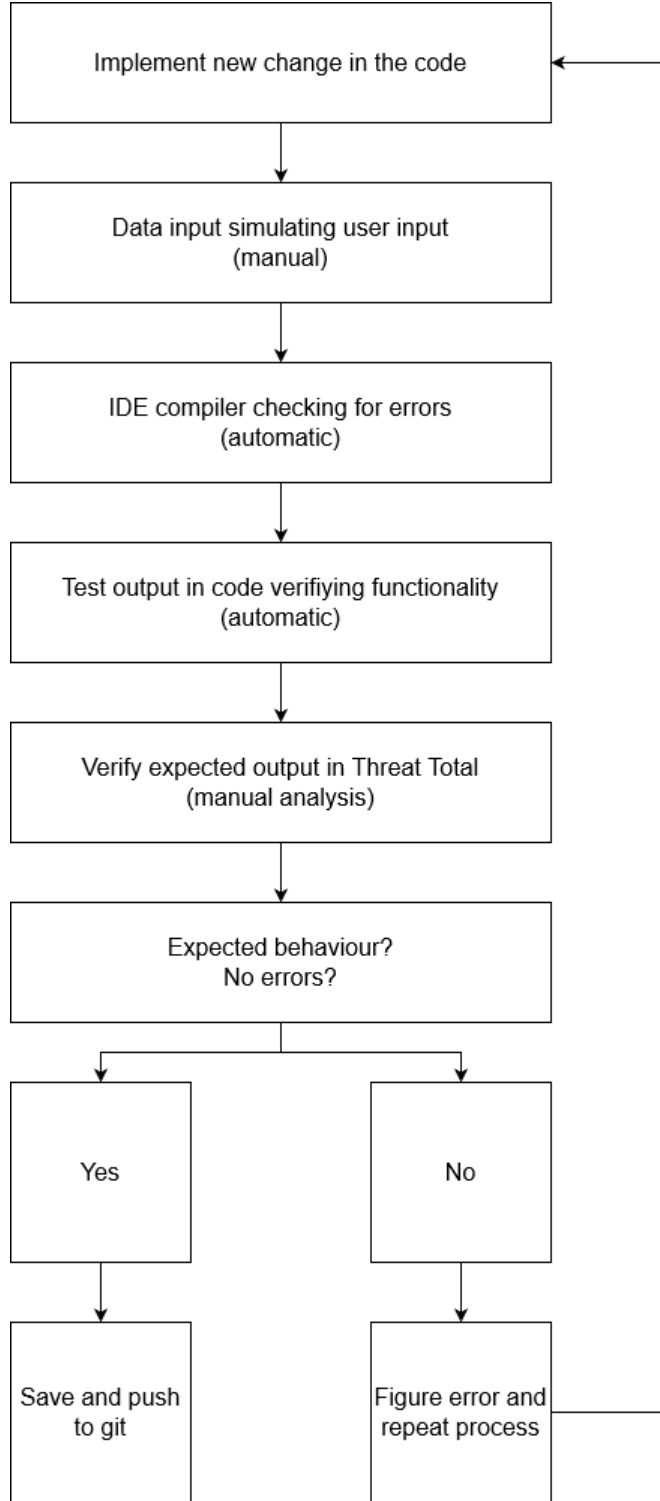 Implement new change in the code
Data input simulating user input
(manual)
IDE compiler checking for errors
(automatic)
Test output in code verifiying functionality
(automatic)
Verify expected output in Threat Total
(manual analysis)
Expected behaviour?
No errors?
Yes
No
Save and push
to git
Figure error and
repeat process